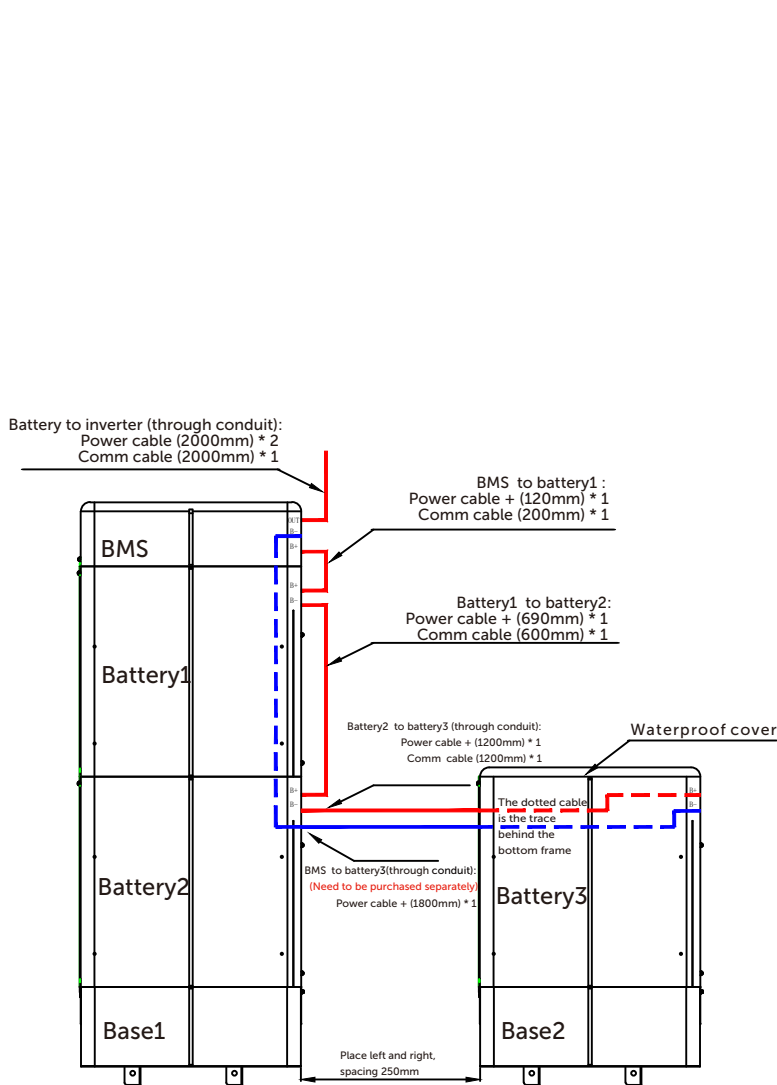 Battery to inverter (through conduit):
Power cable (2000mm) * 2
Comm cable (2000mm) * 1
BMS to battery1 :
Power cable + (120mm) * 1
Comm cable (200mm) * 1
OUT
B-
B+
BMS
B+
B-
Battery1 to battery2:
Power cable + (690mm) * 1
Comm cable (600mm) * 1
Battery1
Battery2 to battery3 (through conduit):
Power cable + (1200mm) * 1
Comm cable (1200mm) * 1
Waterproof cover
B+
B-
B+
B-
The dotted cable
is the trace
behind the
bottom frame
BMS to battery3(through conduit):
(Need to be purchased separately)
Power cable + (1800mm) * 1
Battery2
Battery3
Base1
Base2
Place left and right,
spacing 250mm